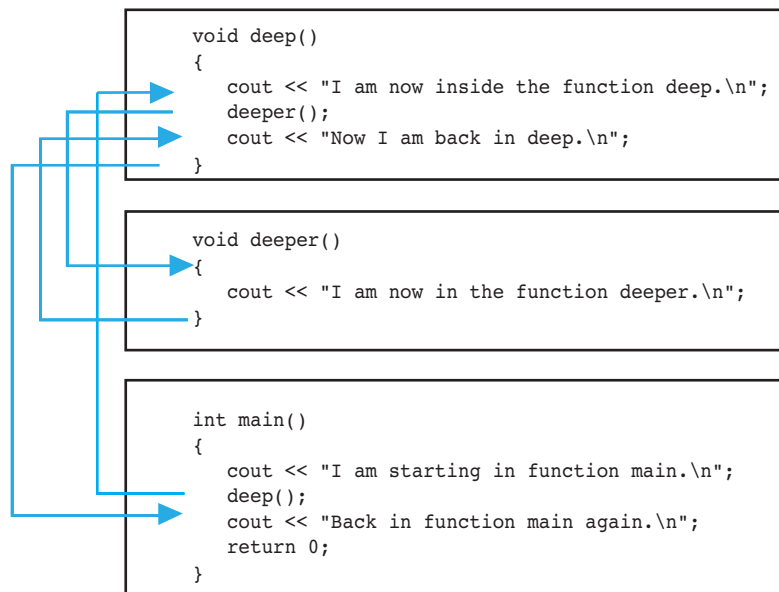 void deep()
{
cout << "I am now inside the function deep.\n";
deeper();
cout << "Now I am back in deep.\n";
}
void deeper()
{
cout << "I am now in the function deeper.\n";
}
int main()
{
cout << "I am starting in function main.\n";
deep();
cout << "Back in function main again.\n";
return 0;
}